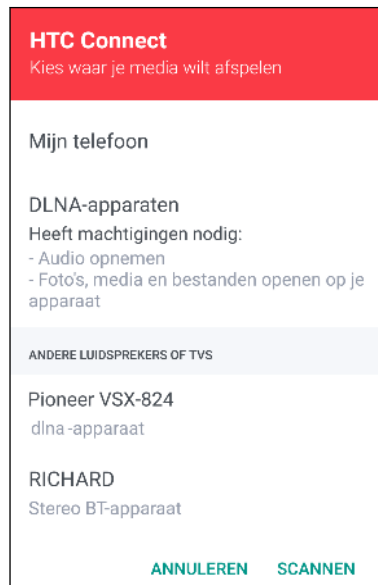 HTC Connect
Kies waar je media wilt afspelen
Mijn telefoon
DLNA-apparaten
Heeft machtigingen nodig:
- Audio opnemen
- Foto's, media en bestanden openen op je
apparaat
ANDERE LUIDSPREKERS OF TVS
Pioneer VSX-824
dlna-apparaat
RICHARD
Stereo BT-apparaat
ANNULEREN SCANNEN